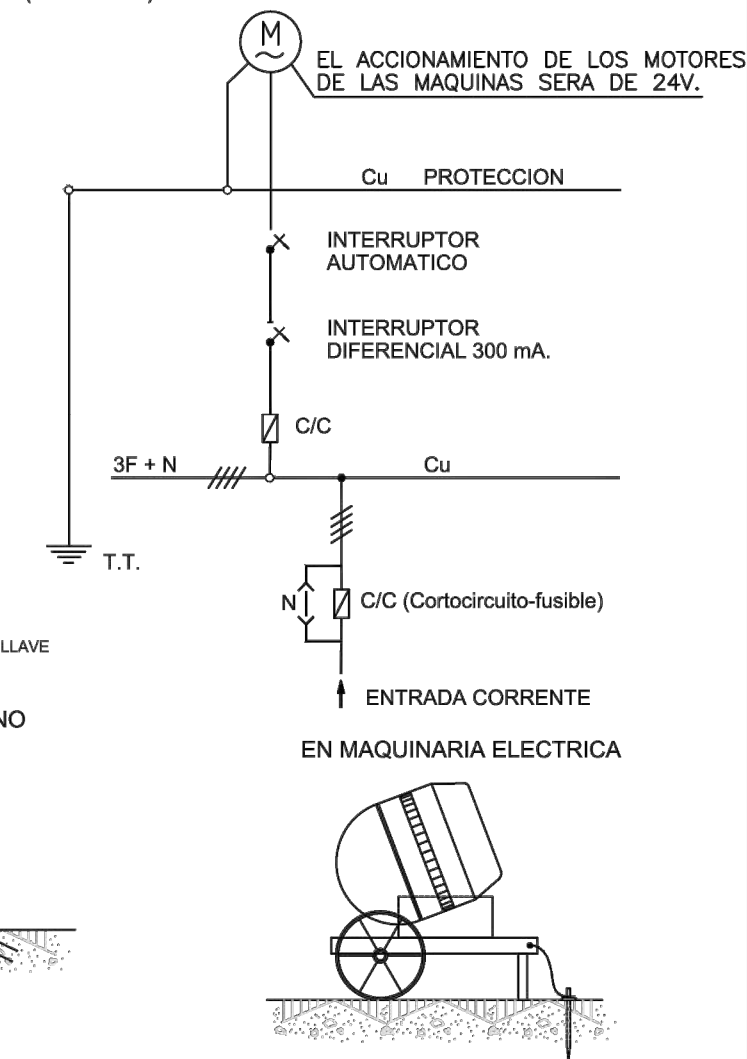 M
EL ACCIONAMIENTO DE LOS MOTORES
DE LAS MAQUINAS SERA DE 24V.
Cu PROTECCION
INTERRUPTOR
AUTOMATICO
INTERRUPTOR
DIFERENCIAL 300 mA.
C/C
3F + N
Cu
T.T.
N
C/C (Cortocircuito-fusible)
LLAVE
ENTRADA CORRENTE
NO
EN MAQUINARIA ELECTRICA